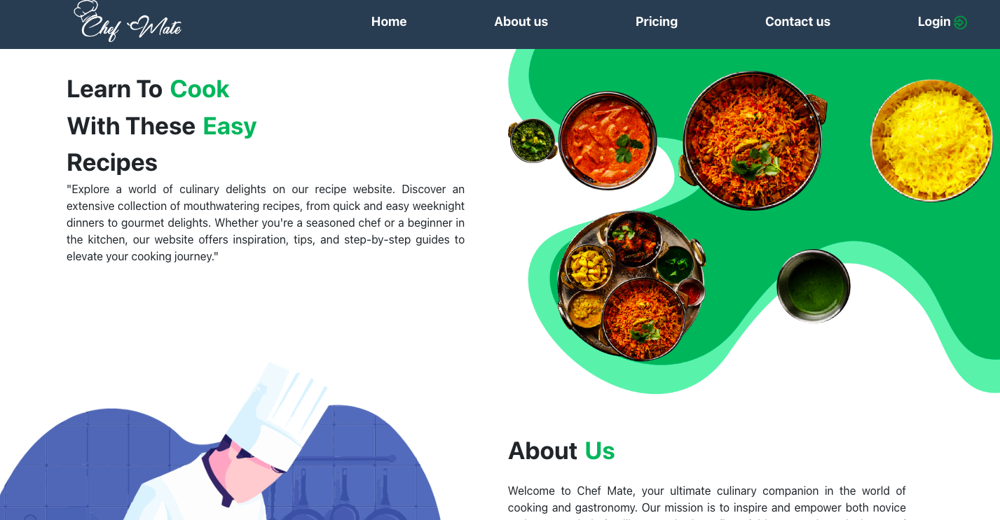 Chef Mate
Home
About us
Pricing
Contact us
Login
Learn To Cook
With These Easy
Recipes
"Explore a world of culinary delights on our recipe website. Discover an
extensive collection of mouthwatering recipes, from quick and easy weeknight
dinners to gourmet delights. Whether you're a seasoned chef or a beginner in
the kitchen, our website offers inspiration, tips, and step-by-step guides to
elevate your cooking journey."
About Us
Welcome to Chef Mate, your ultimate culinary companion in the world of
cooking and gastronomy. Our mission is to inspire and empower both novice